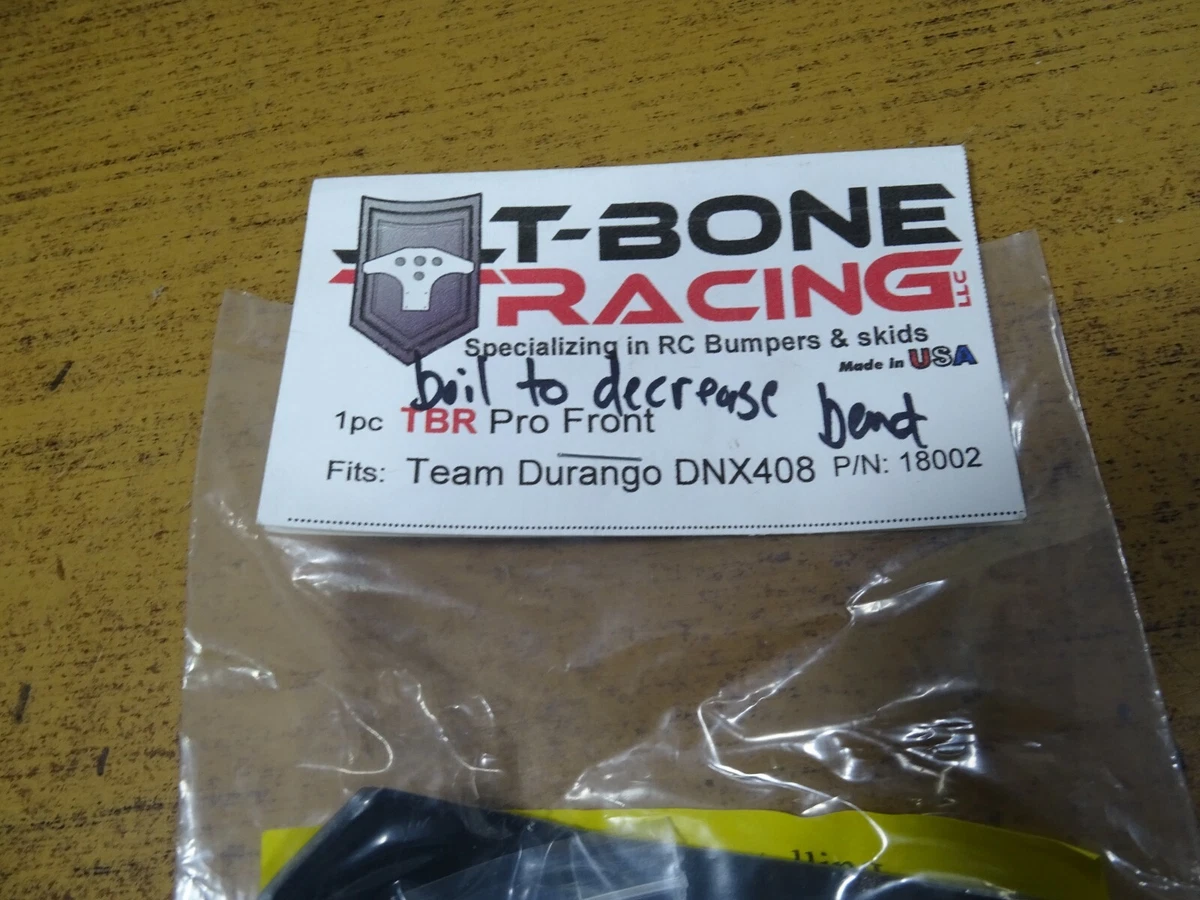 T-BONE
RACING LLC
Specializing in RC Bumpers & skids
Made in USA
boil to decrease bend
1pc TBR Pro Front
Fits: Team Durango DNX408 P/N: 18002